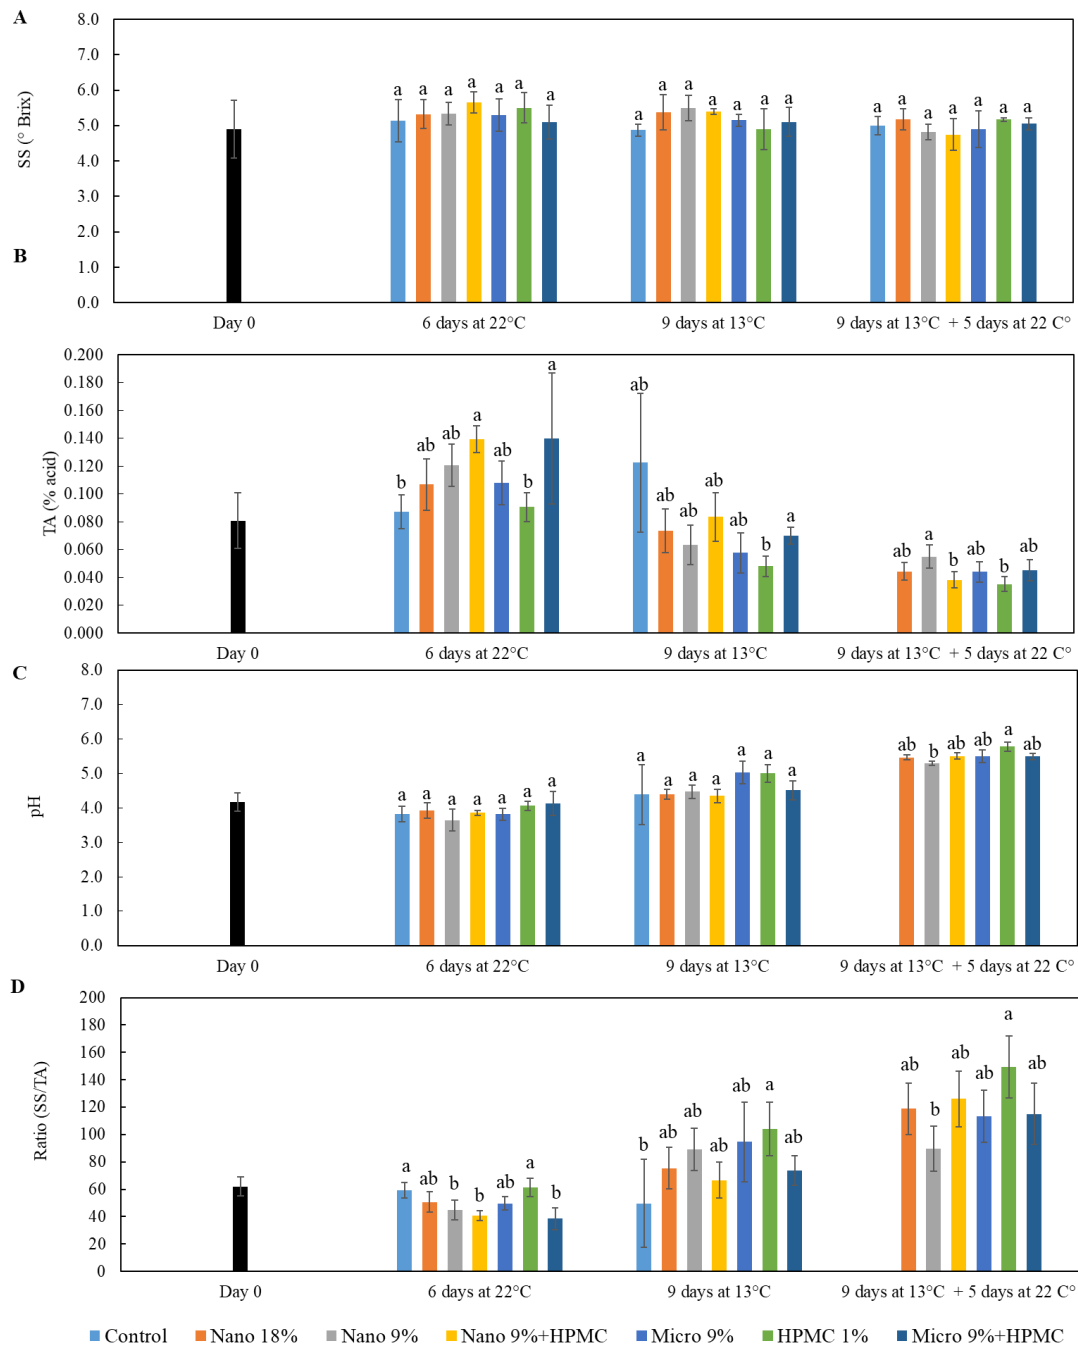 A
8.0
7.0
6.0
5.0
4.0
3.0
2.0
1.0
0.0
SS (° Brix)
a a a a a a a
a a a a a a a
a a a a a a a
Day 0 6 days at 22°C 9 days at 13°C 9 days at 13°C + 5 days at 22 C°
B
0.200
0.180
0.160
0.140
0.120
0.100
0.080
0.060
0.040
0.020
0.000
TA (% acid)
b ab ab a ab b a
ab ab ab ab ab b a
ab a b ab b ab
Day 0 6 days at 22°C 9 days at 13°C 9 days at 13°C + 5 days at 22 C°
C
8.0
7.0
6.0
5.0
4.0
3.0
2.0
1.0
0.0
pH
a a a a a a a
a a a a a a a
ab b ab ab a ab
Day 0 6 days at 22°C 9 days at 13°C 9 days at 13°C + 5 days at 22 C°
D
200
180
160
140
120
100
80
60
40
20
0
Ratio (SS/TA)
a ab b b ab a b
b ab ab ab ab a ab
ab b ab ab a ab
Day 0 6 days at 22°C 9 days at 13°C 9 days at 13°C + 5 days at 22 C°
Control Nano 18% Nano 9% Nano 9%+HPMC Micro 9% HPMC 1% Micro 9%+HPMC